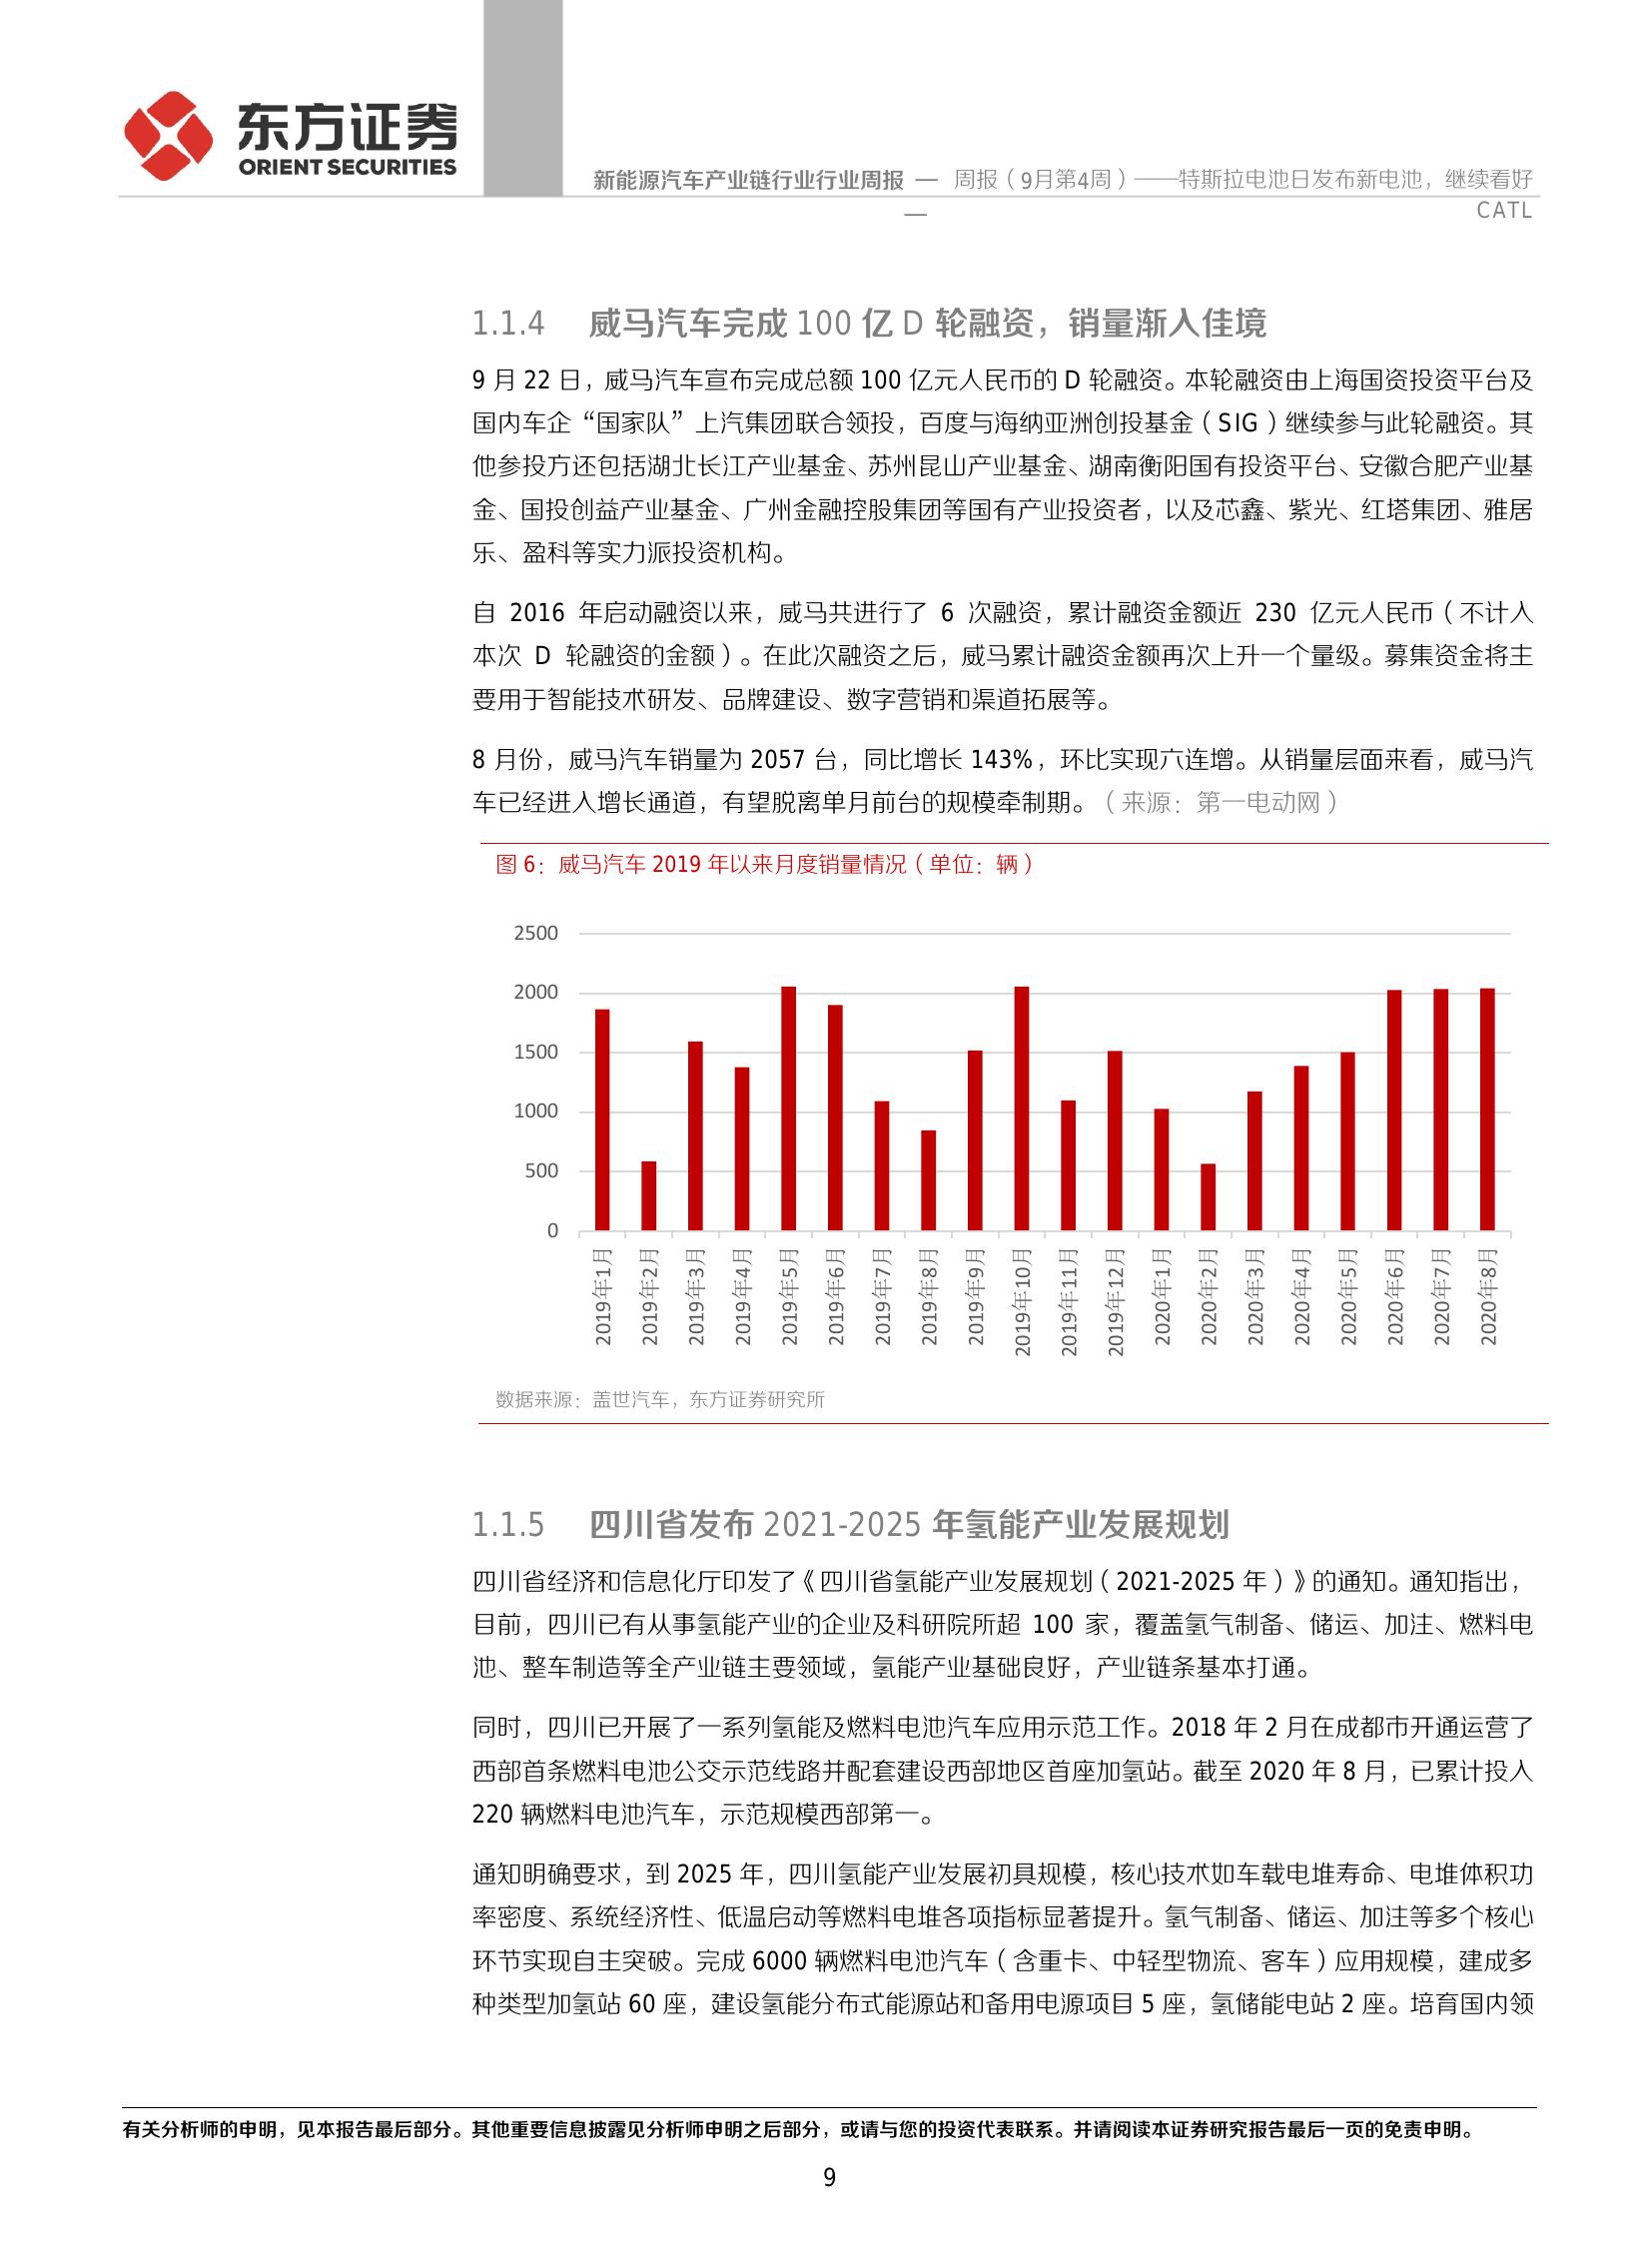 东方证券
ORIENT SECURITIES
新能源汽车产业链行业行业周报 — 周报（9月第4周）——特斯拉电池日发布新电池，继续看好
— CATL
1.1.4 威马汽车完成 100 亿 D 轮融资，销量渐入佳境
9 月 22 日，威马汽车宣布完成总额 100 亿元人民币的 D 轮融资。本轮融资由上海国资投资平台及
国内车企“国家队”上汽集团联合领投，百度与海纳亚洲创投基金（SIG）继续参与此轮融资。其
他参投方还包括湖北长江产业基金、苏州昆山产业基金、湖南衡阳国有投资平台、安徽合肥产业基
金、国投创益产业基金、广州金融控股集团等国有产业投资者，以及芯鑫、紫光、红塔集团、雅居
乐、盈科等实力派投资机构。
自 2016 年启动融资以来，威马共进行了 6 次融资，累计融资金额近 230 亿元人民币（不计入
本次 D 轮融资的金额）。在此次融资之后，威马累计融资金额再次上升一个量级。募集资金将主
要用于智能技术研发、品牌建设、数字营销和渠道拓展等。
8 月份，威马汽车销量为 2057 台，同比增长 143%，环比实现六连增。从销量层面来看，威马汽
车已经进入增长通道，有望脱离单月前台的规模牵制期。（来源：第一电动网）
图 6：威马汽车 2019 年以来月度销量情况（单位：辆）
2500
2000
1500
1000
500
0
2019年1月
2019年2月
2019年3月
2019年4月
2019年5月
2019年6月
2019年7月
2019年8月
2019年9月
2019年10月
2019年11月
2019年12月
2020年1月
2020年2月
2020年3月
2020年4月
2020年5月
2020年6月
2020年7月
2020年8月
数据来源：盖世汽车，东方证券研究所
1.1.5 四川省发布 2021-2025 年氢能产业发展规划
四川省经济和信息化厅印发了《四川省氢能产业发展规划（2021-2025 年）》的通知。通知指出，
目前，四川已有从事氢能产业的企业及科研院所超 100 家，覆盖氢气制备、储运、加注、燃料电
池、整车制造等全产业链主要领域，氢能产业基础良好，产业链条基本打通。
同时，四川已开展了一系列氢能及燃料电池汽车应用示范工作。2018 年 2 月在成都市开通运营了
西部首条燃料电池公交示范线路并配套建设西部地区首座加氢站。截至 2020 年 8 月，已累计投入
220 辆燃料电池汽车，示范规模西部第一。
通知明确要求，到 2025 年，四川氢能产业发展初具规模，核心技术如车载电堆寿命、电堆体积功
率密度、系统经济性、低温启动等燃料电堆各项指标显著提升。氢气制备、储运、加注等多个核心
环节实现自主突破。完成 6000 辆燃料电池汽车（含重卡、中轻型物流、客车）应用规模，建成多
种类型加氢站 60 座，建设氢能分布式能源站和备用电源项目 5 座，氢储能电站 2 座。培育国内领
有关分析师的申明，见本报告最后部分。其他重要信息披露见分析师申明之后部分，或请与您的投资代表联系。并请阅读本证券研究报告最后一页的免责申明。
9